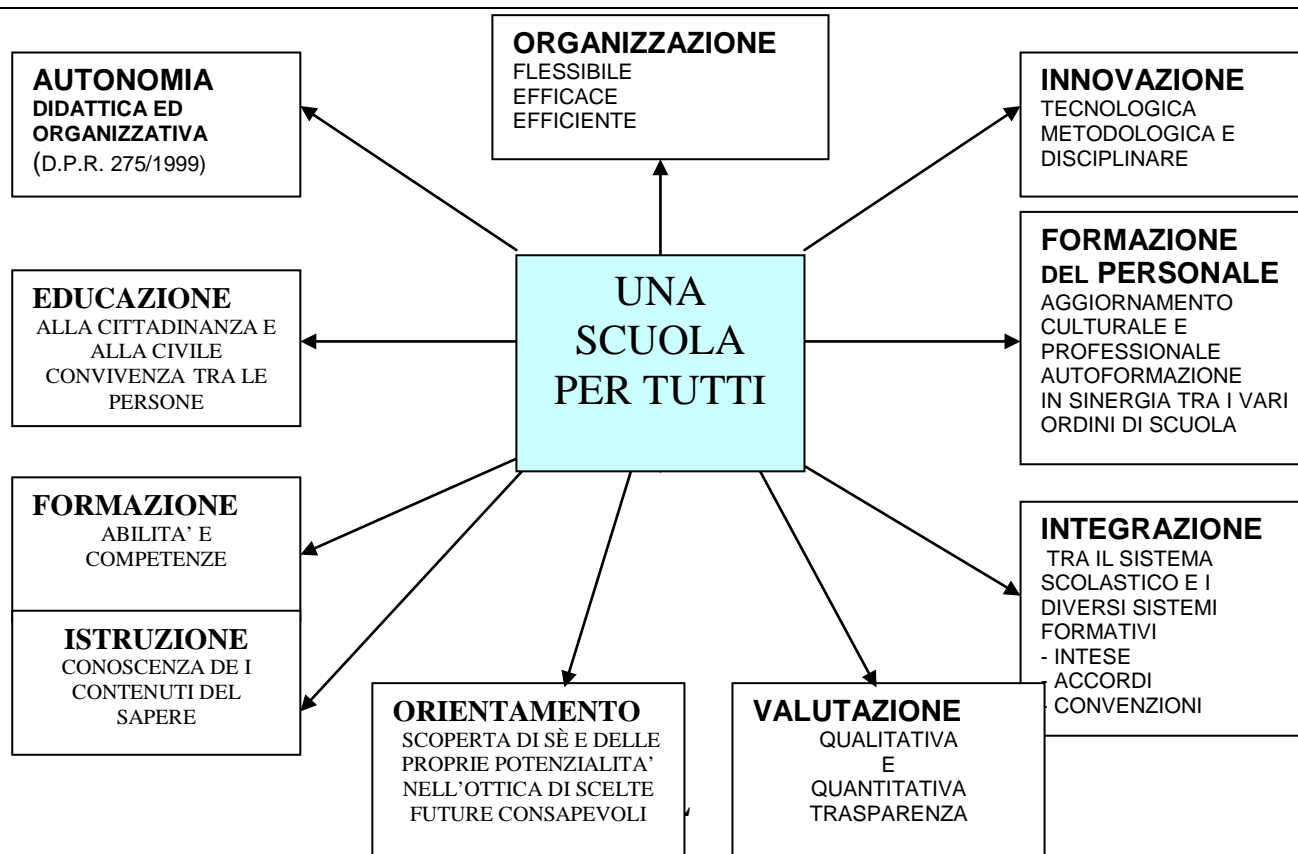 ORGANIZZAZIONE
FLESSIBILE
EFFICACE
EFFICIENTE
AUTONOMIA
DIDATTICA ED
ORGANIZZATIVA
(D.P.R. 275/1999)
INNOVAZIONE
TECNOLOGICA
METODOLOGICA E
DISCIPLINARE
EDUCAZIONE
ALLA CITTADINANZA E
ALLA CIVILE
CONVIVENZA TRA LE
PERSONE
UNA
SCUOLA
PER TUTTI
FORMAZIONE
DEL PERSONALE
AGGIORNAMENTO
CULTURALE E
PROFESSIONALE
AUTOFORMAZIONE
IN SINERGIA TRA I VARI
ORDINI DI SCUOLA
FORMAZIONE
ABILITA' E
COMPETENZE
ISTRUZIONE
CONOSCENZA DE I
CONTENUTI DEL
SAPERE
INTEGRAZIONE
TRA IL SISTEMA
SCOLASTICO E I
DIVERSI SISTEMI
FORMATIVI
- INTESE
- ACCORDI
- CONVENZIONI
ORIENTAMENTO
SCOPERTA DI SÈ E DELLE
PROPRIE POTENZIALITA'
NELL'OTTICA DI SCELTE
FUTURE CONSAPEVOLI
VALUTAZIONE
QUALITATIVA
E
QUANTITATIVA
TRASPARENZA